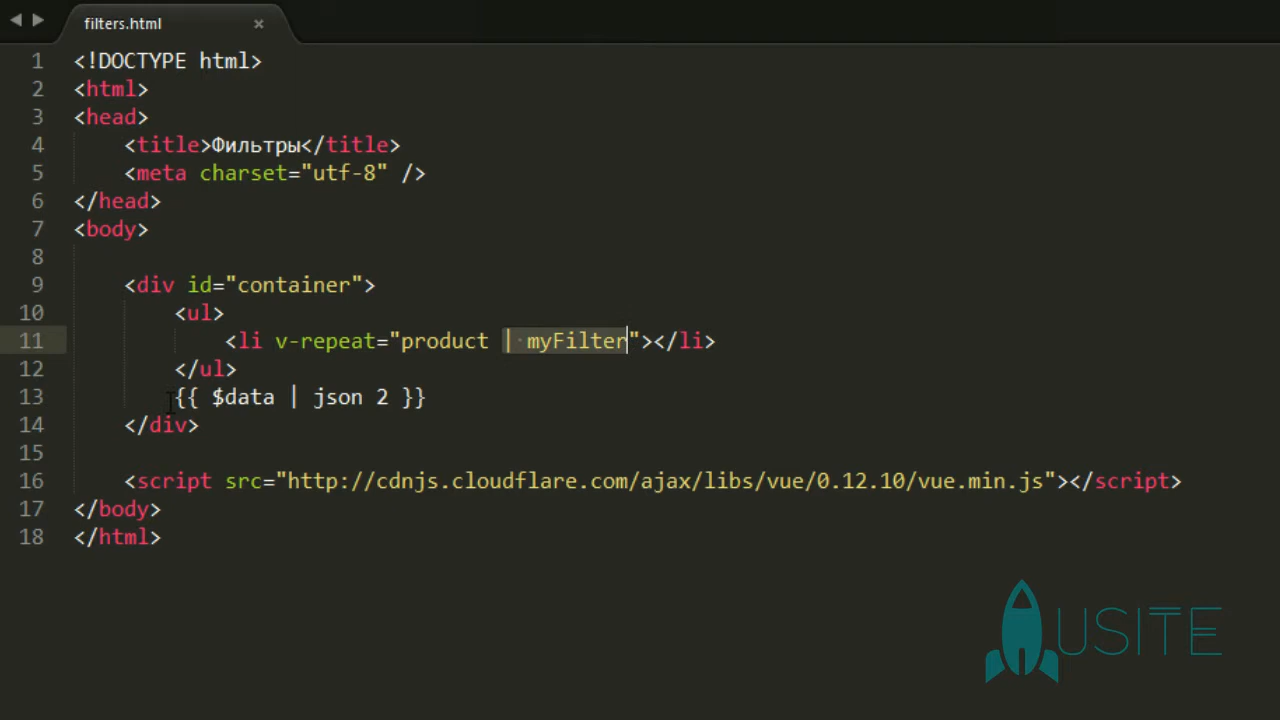 filters.html
1 <!DOCTYPE html>
2 <html>
3 <head>
4 <title>Фильтры</title>
5 <meta charset="utf-8" />
6 </head>
7 <body>
8
9 <div id="container">
10 <ul>
11 <li v-repeat="product | myFilter"></li>
12 </ul>
13 {{ $data | json 2 }}
14 </div>
15
16 <script src="http://cdnjs.cloudflare.com/ajax/libs/vue/0.12.10/vue.min.js"></script>
17 </body>
18 </html>
USITE